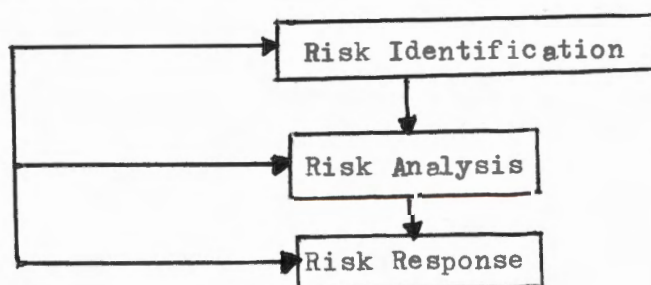 Risk Identification
Risk Analysis
Risk Response